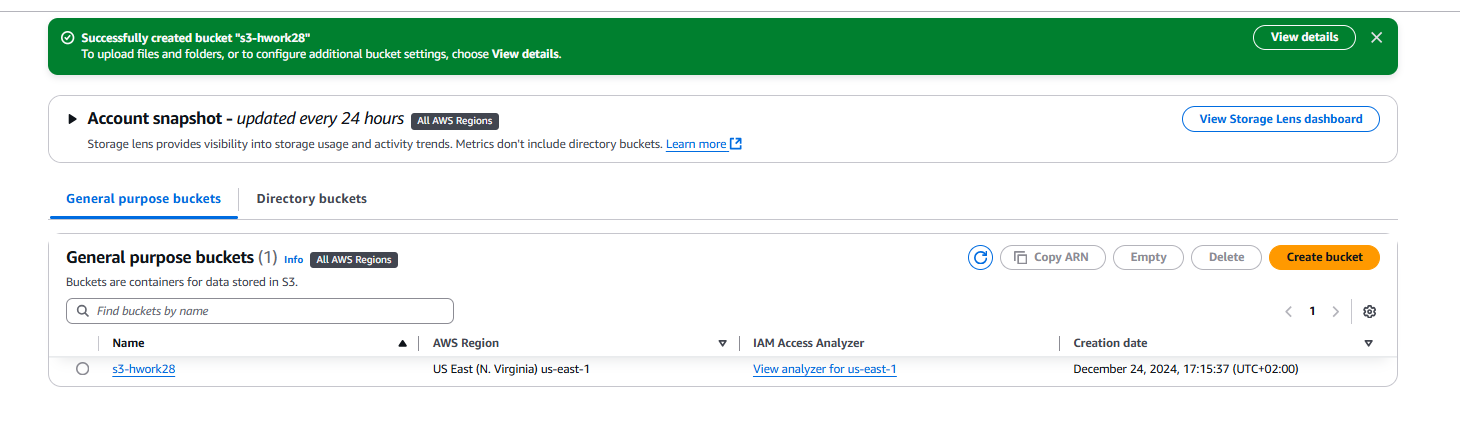 Successfully created bucket "s3-hwork28"
To upload files and folders, or to configure additional bucket settings, choose View details.
View details
Account snapshot - updated every 24 hours All AWS Regions
View Storage Lens dashboard
Storage lens provides visibility into storage usage and activity trends. Metrics don't include directory buckets. Learn more
General purpose buckets Directory buckets
General purpose buckets (1) Info All AWS Regions
Copy ARN Empty Delete Create bucket
Buckets are containers for data stored in S3.
Find buckets by name
1
Name AWS Region IAM Access Analyzer Creation date
s3-hwork28 US East (N. Virginia) us-east-1 View analyzer for us-east-1 December 24, 2024, 17:15:37 (UTC+02:00)